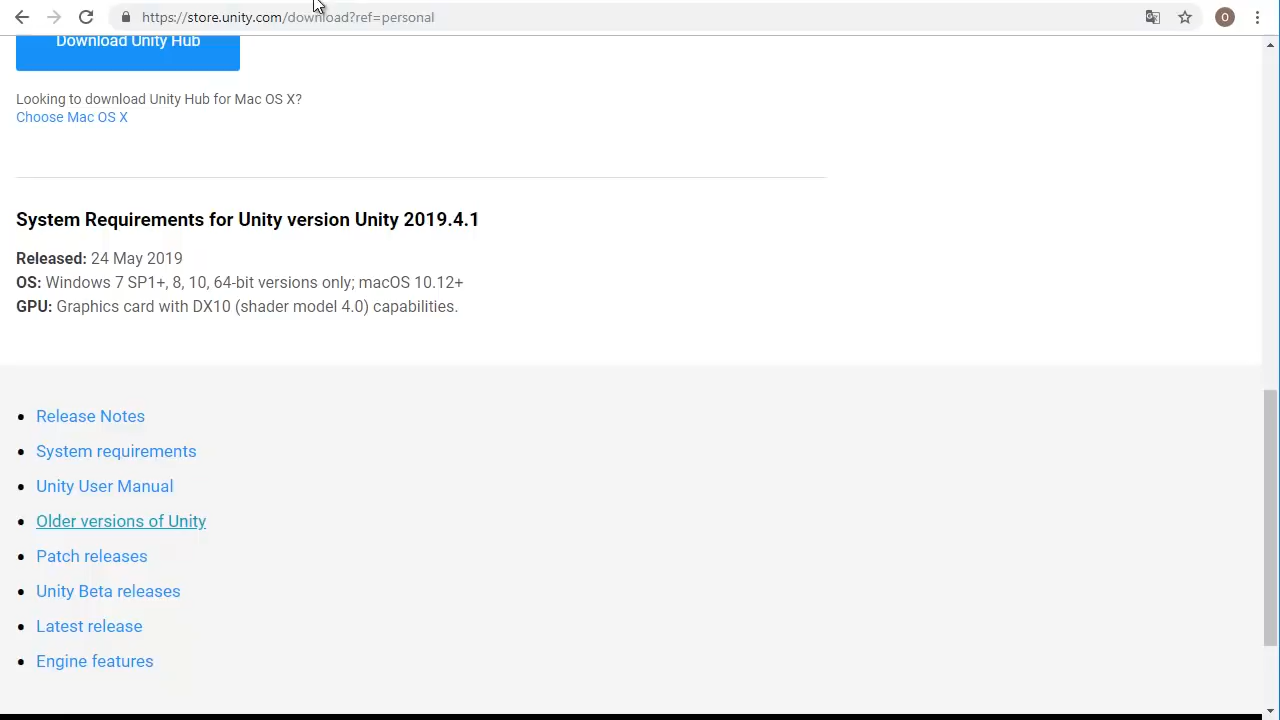 https://store.unity.com/download?ref=personal
O
Download Unity Hub
Looking to download Unity Hub for Mac OS X?
Choose Mac OS X
System Requirements for Unity version Unity 2019.4.1
Released: 24 May 2019
OS: Windows 7 SP1+, 8, 10, 64-bit versions only; macOS 10.12+
GPU: Graphics card with DX10 (shader model 4.0) capabilities.
Release Notes
System requirements
Unity User Manual
Older versions of Unity
Patch releases
Unity Beta releases
Latest release
Engine features